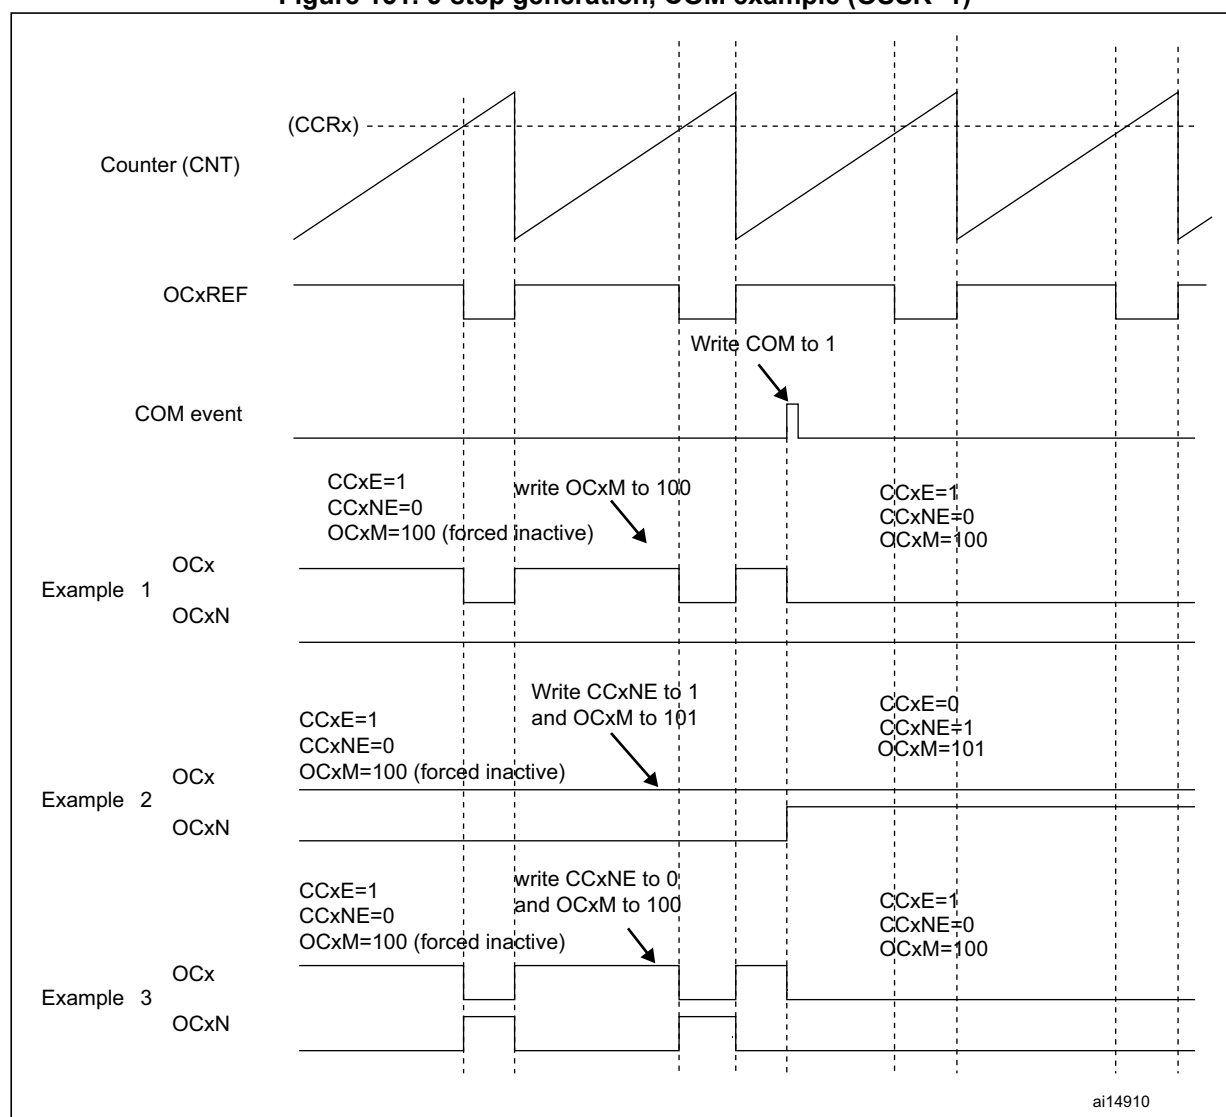 Figure 151. 6-step generation, COM example (OSSR=1)
(CCRx)
Counter (CNT)
OCxREF
Write COM to 1
COM event
CCxE=1
CCxNE=0
OCxM=100 (forced inactive)
write OCxM to 100
CCxE=1
CCxNE=0
OCxM=100
OCx
Example 1
OCxN
Write CCxNE to 1
and OCxM to 101
CCxE=1
CCxNE=0
OCxM=100 (forced inactive)
CCxE=0
CCxNE=1
OCxM=101
OCx
Example 2
OCxN
write CCxNE to 0
and OCxM to 100
CCxE=1
CCxNE=0
OCxM=100 (forced inactive)
CCxE=1
CCxNE=0
OCxM=100
OCx
Example 3
OCxN
ai14910